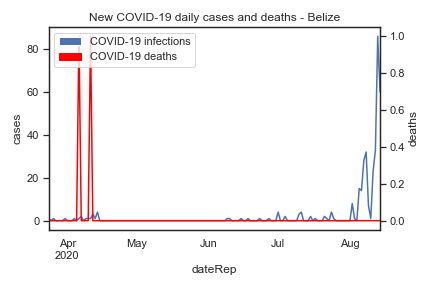 New COVID-19 daily cases and deaths - Belize
COVID-19 infections
COVID-19 deaths
cases
80
60
40
20
0
deaths
1.0
0.8
0.6
0.4
0.2
0.0
Apr
2020
May
Jun
Jul
Aug
dateRep